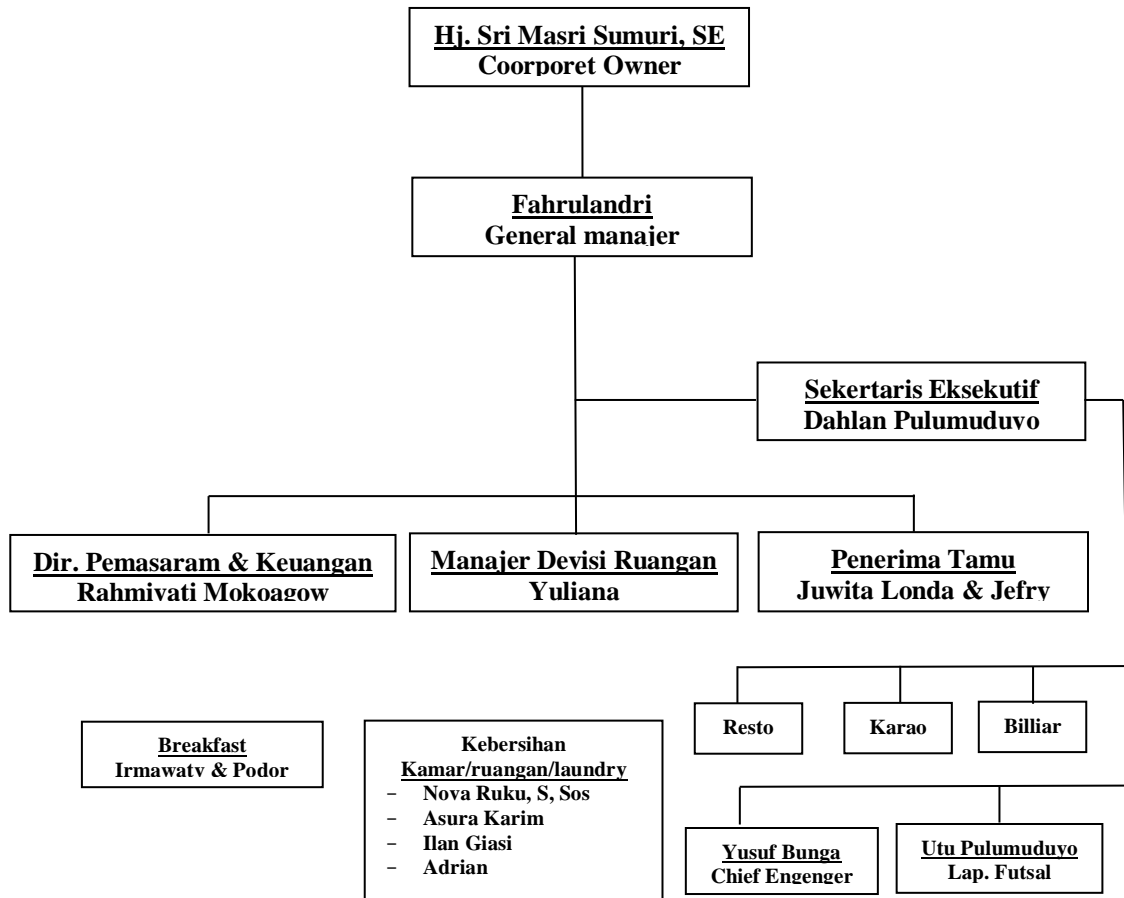 Hj. Sri Masri Sumuri, SE
Coorporet Owner
Fahrulandri
General manajer
Sekertaris Eksekutif
Dahlan Pulumuduyo
Dir. Pemasaram & Keuangan
Rahmiyati Mokoagow
Manajer Devisi Ruangan
Yuliana
Penerima Tamu
Juwita Londa & Jefry
Resto
Karao
Billiar
Breakfast
Irmawaty & Podor
Kebersihan
Kamar/ruangan/laundry
- Nova Ruku, S, Sos
- Asura Karim
- Ilan Giasi
- Adrian
Yusuf Bunga
Chief Engenger
Utu Pulumuduyo
Lap. Futsal